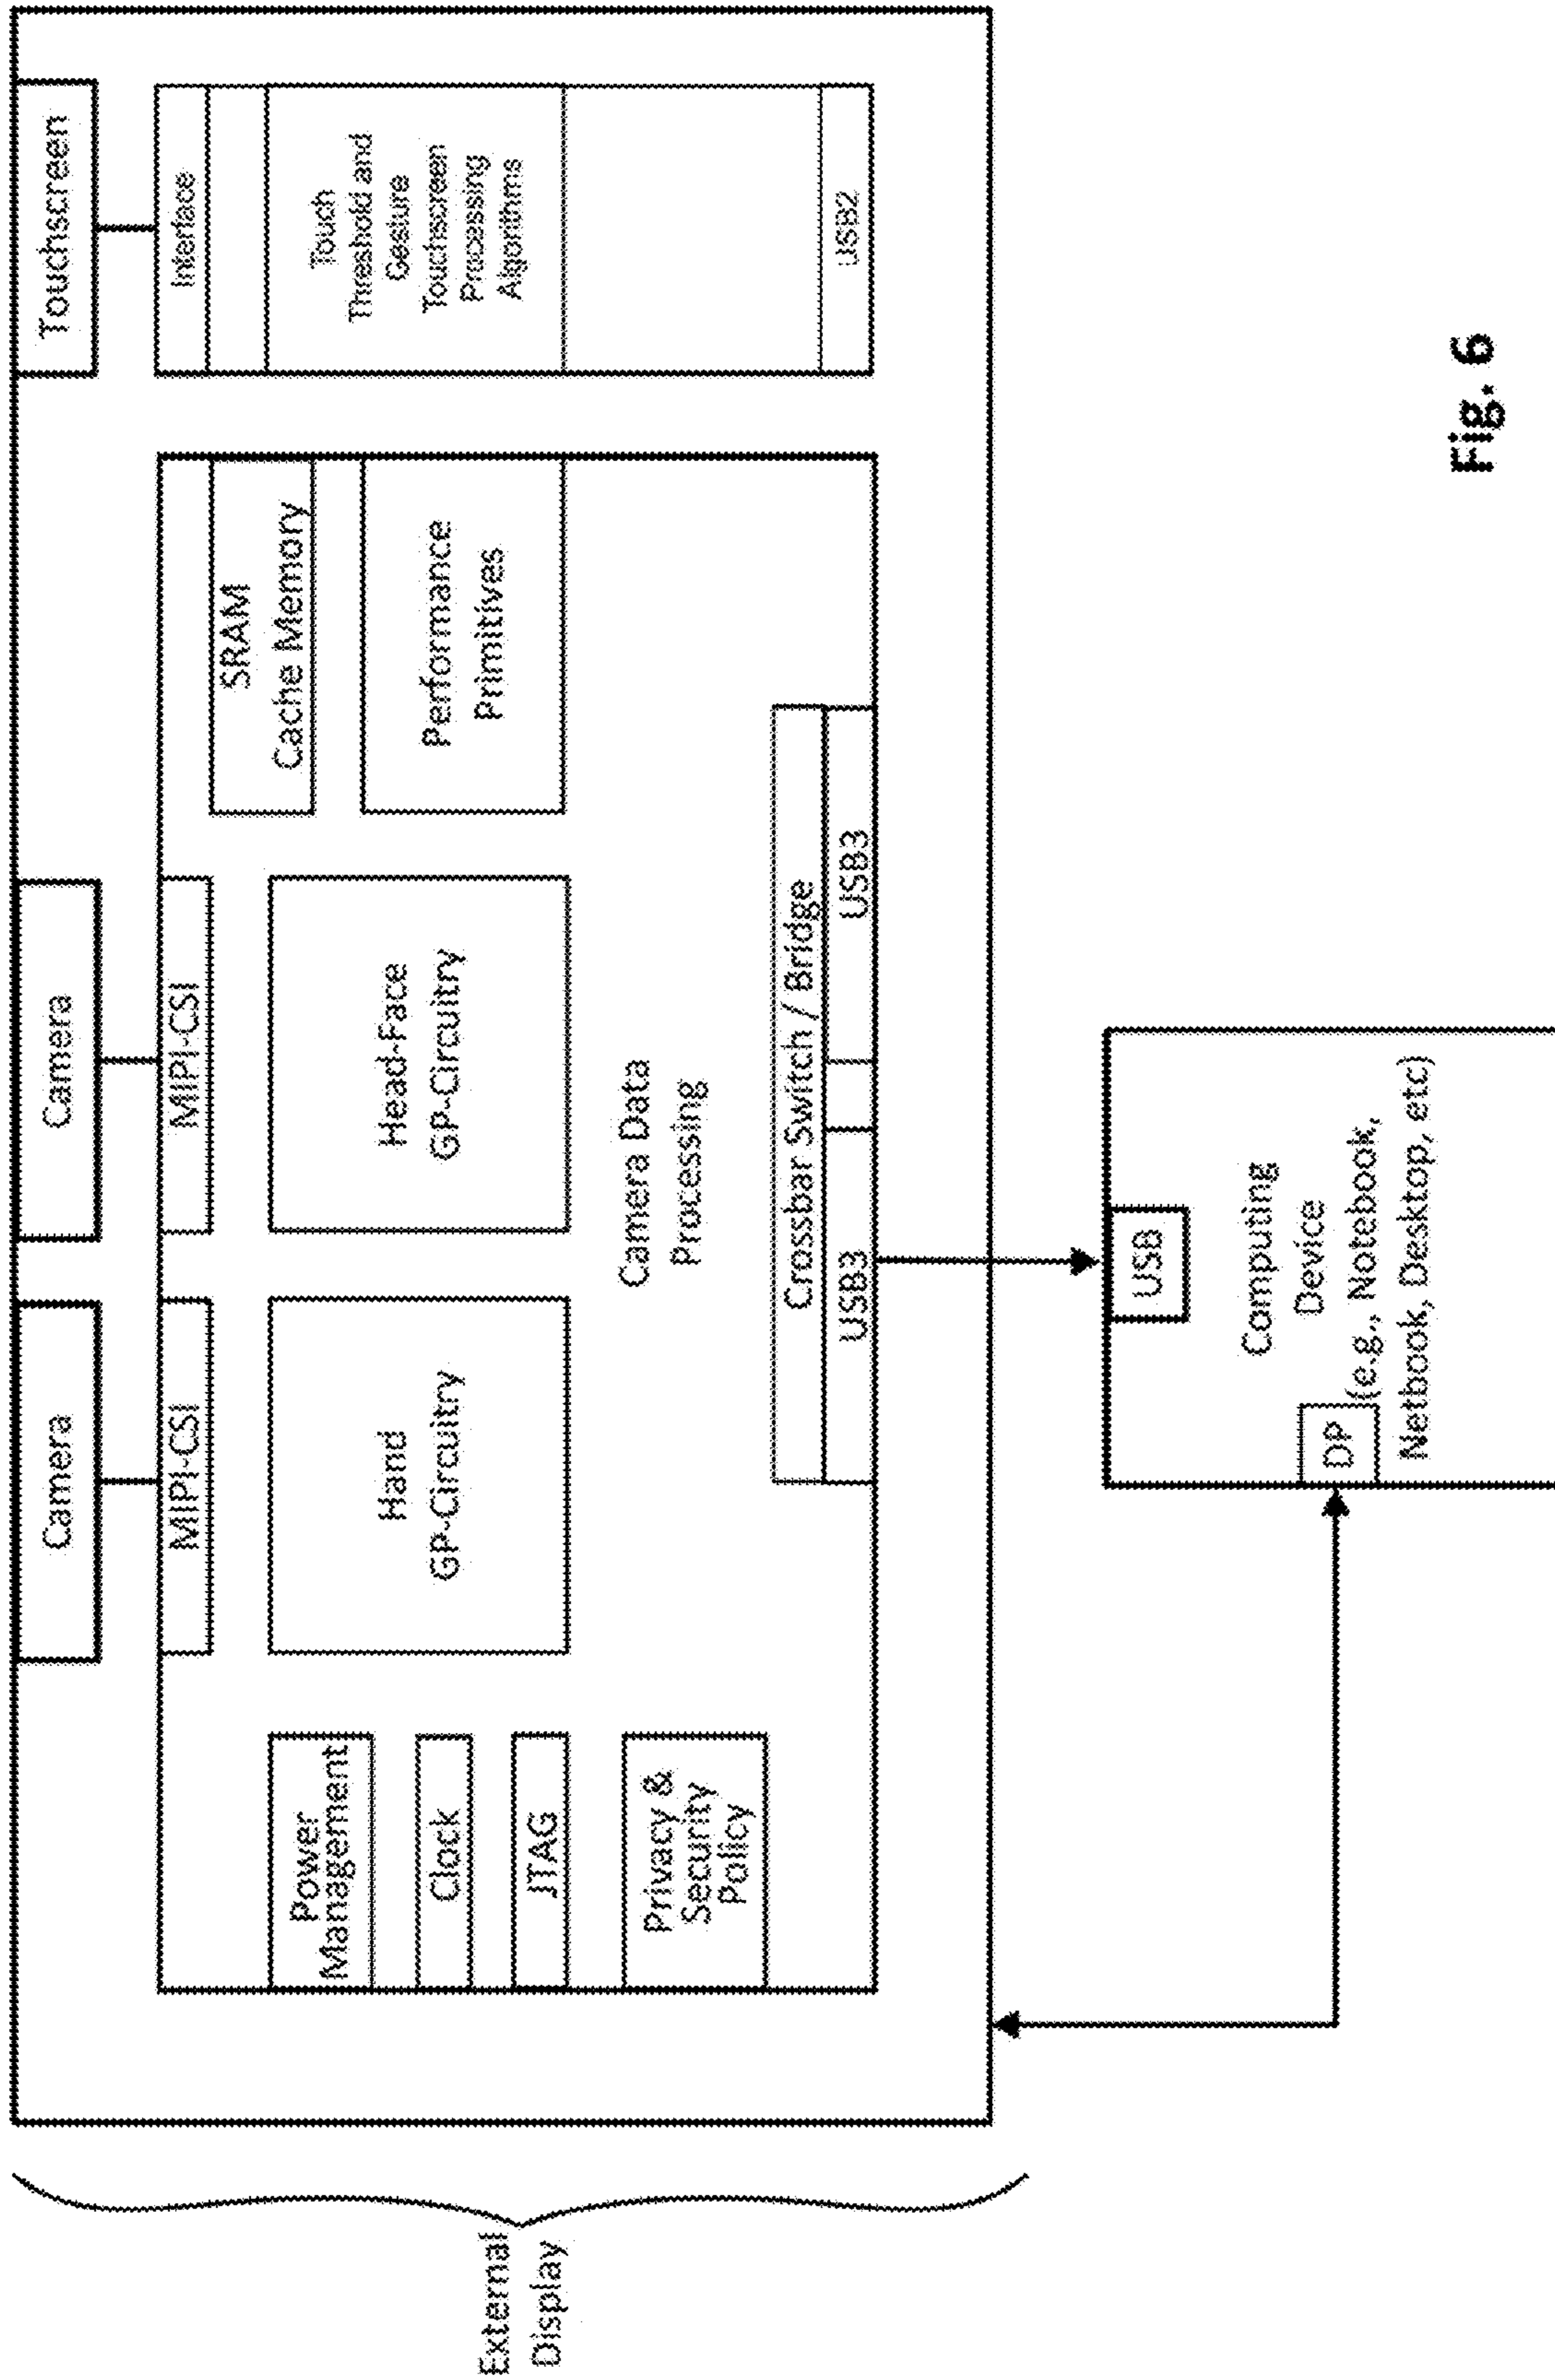 External
Display
Camera
Camera
Touchscreen
MIPI-CSI
MIPI-CSI
Interface
Power
Management
Clock
JTAG
Privacy &
Security
Policy
Hand
GP-Circuitry
Head-Face
GP-Circuitry
SRAM
Cache Memory
Performance
Primitives
Touch
Threshold and
Gesture
Touchscreen
Processing
Algorithms
Camera Data
Processing
Crossbar Switch / Bridge
USB3
USB3
USB2
USB
DP
Computing
Device
(e.g., Notebook,
Netbook, Desktop, etc)
Fig. 6